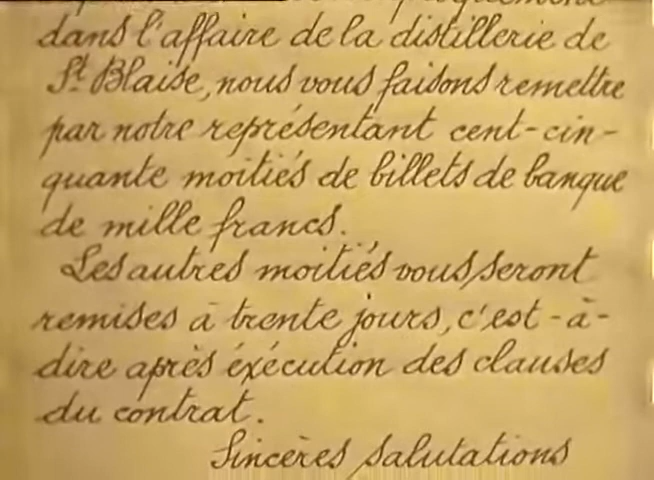 dans l'affaire de la distillerie de
St Blaise, nous vous faisons remettre
par notre représentant cent-cin-
quante moitiés de billets de banque
de mille francs.
Les autres moitiés vous seront
remises à trente jours, c'est-à-
dire après éxécution des clauses
du contrat.
Sincères salutations